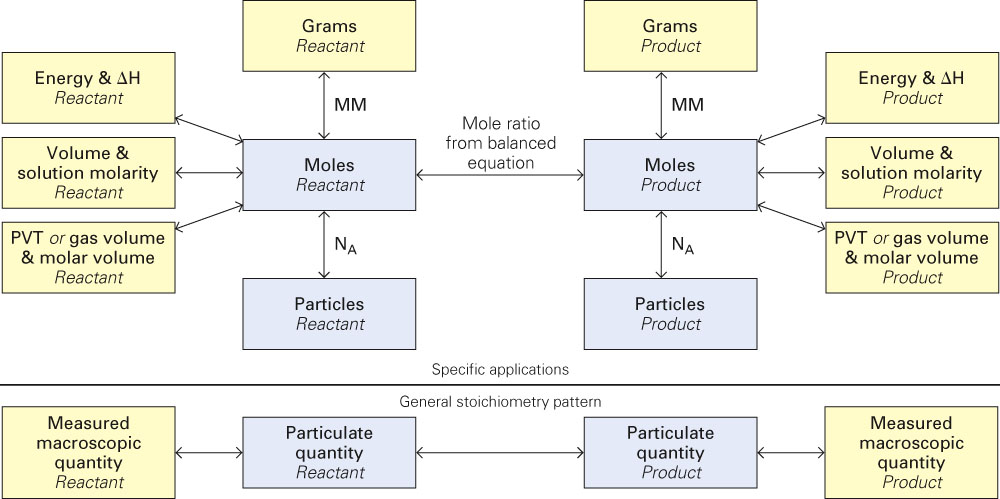 Grams
Reactant
Grams
Product
Energy & ΔH
Reactant
MM
MM
Energy & ΔH
Product
Volume &
solution molarity
Reactant
Moles
Reactant
Mole ratio
from balanced
equation
Moles
Product
Volume &
solution molarity
Product
PVT or gas volume
& molar volume
Reactant
NA
NA
PVT or gas volume
& molar volume
Product
Particles
Reactant
Particles
Product
Specific applications
General stoichiometry pattern
Measured
macroscopic
quantity
Reactant
Particulate
quantity
Reactant
Particulate
quantity
Product
Measured
macroscopic
quantity
Product